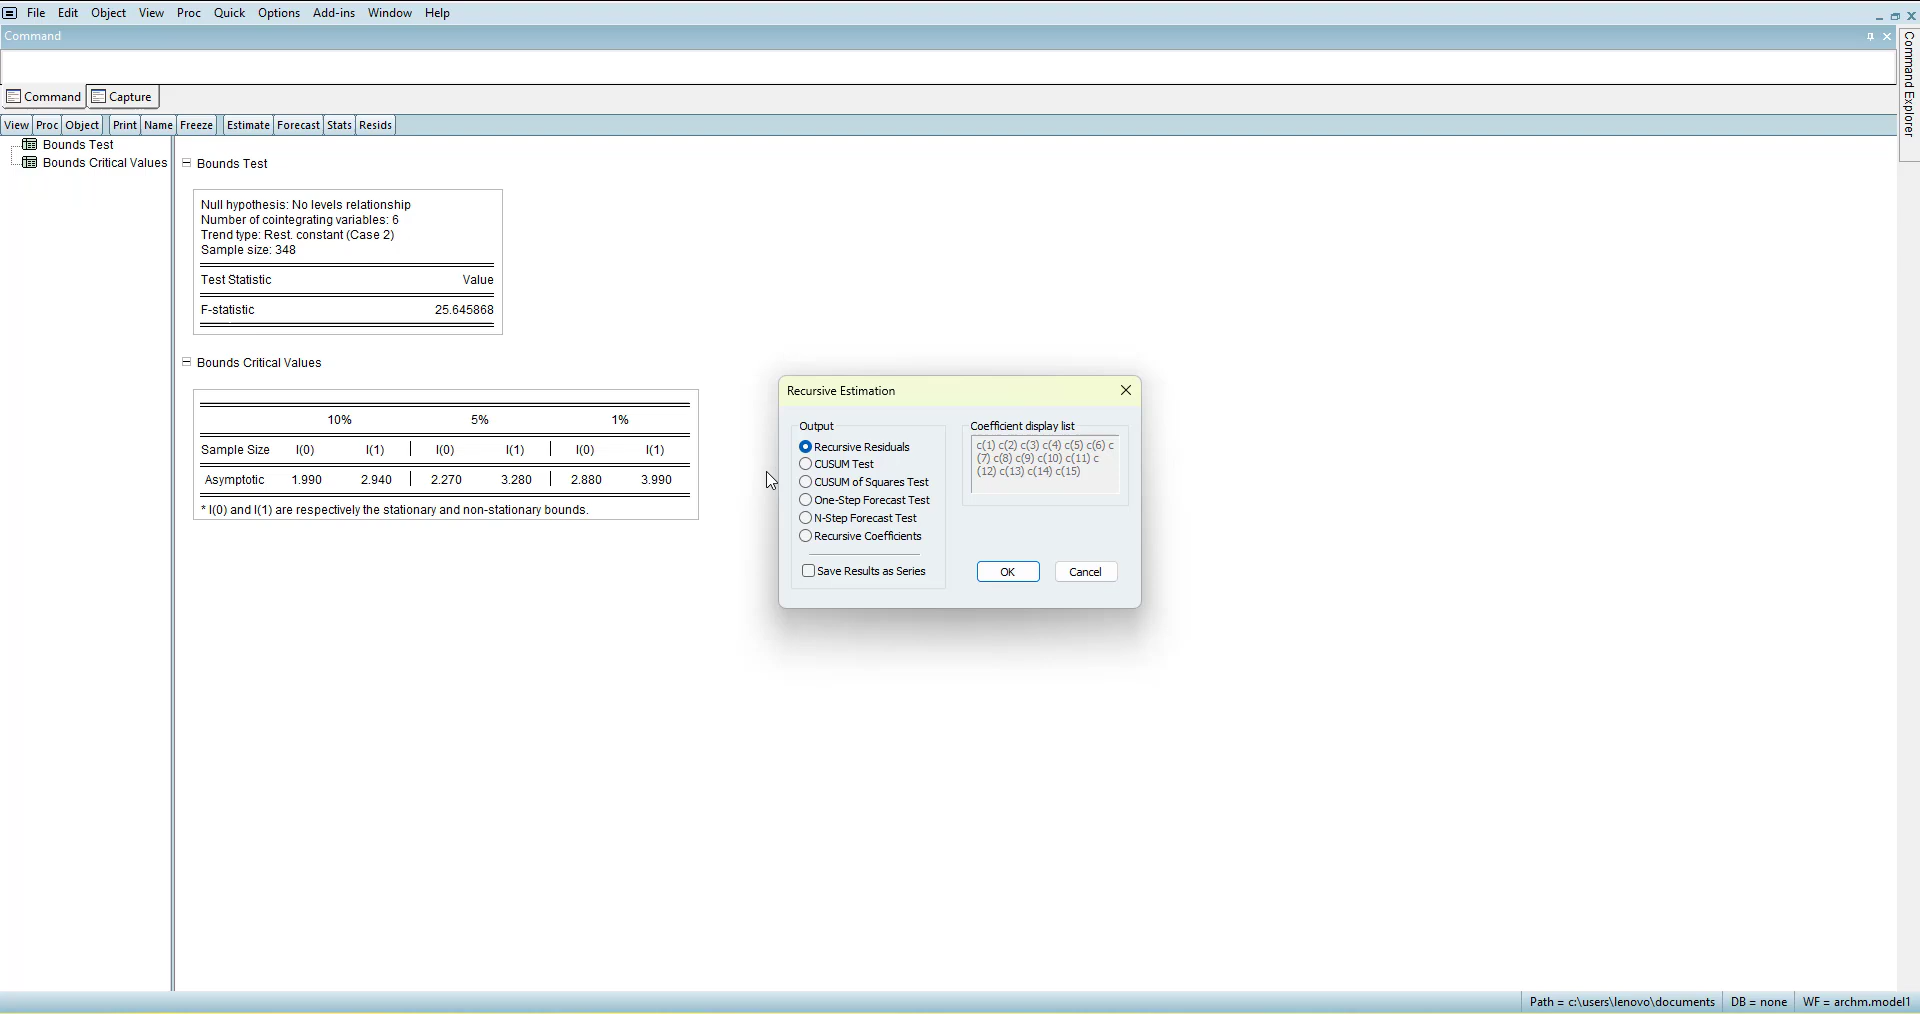 File Edit Object View Proc Quick Options Add-ins Window Help
Command
Command Explorer
Command Capture
View Proc Object Print Name Freeze Estimate Forecast Stats Resids
Bounds Test
Bounds Critical Values
Bounds Test
Null hypothesis: No levels relationship
Number of cointegrating variables: 6
Trend type: Rest. constant (Case 2)
Sample size: 348
Test Statistic Value
F-statistic 25.645868
Bounds Critical Values
10% 5% 1%
Sample Size I(0) I(1) I(0) I(1) I(0) I(1)
Asymptotic 1.990 2.940 2.270 3.280 2.880 3.990
* I(0) and I(1) are respectively the stationary and non-stationary bounds.
Recursive Estimation
Output
Recursive Residuals
CUSUM Test
CUSUM of Squares Test
One-Step Forecast Test
N-Step Forecast Test
Recursive Coefficients
Save Results as Series
Coefficient display list
c(1) c(2) c(3) c(4) c(5) c(6) c
(7) c(8) c(9) c(10) c(11) c
(12) c(13) c(14) c(15)
OK Cancel
Path = c:\users\lenovo\documents DB = none WF = archm.model1